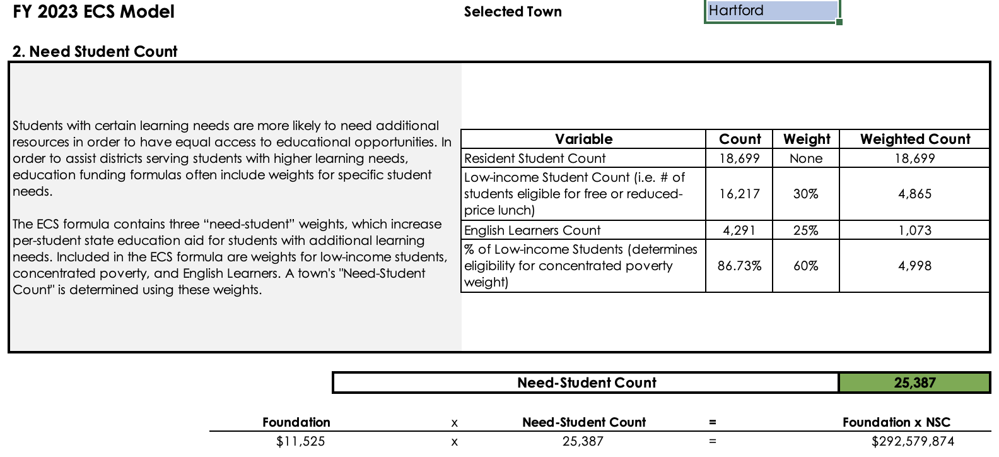 FY 2023 ECS Model
Selected Town
Hartford
2. Need Student Count
Students with certain learning needs are more likely to need additional
resources in order to have equal access to educational opportunities. In
order to assist districts serving students with higher learning needs,
education funding formulas often include weights for specific student
needs.
The ECS formula contains three “need-student” weights, which increase
per-student state education aid for students with additional learning
needs. Included in the ECS formula are weights for low-income students,
concentrated poverty, and English Learners. A town's "Need-Student
Count" is determined using these weights.
Variable Count Weight Weighted Count
Resident Student Count 18,699 None 18,699
Low-income Student Count (i.e. # of
students eligible for free or reduced-
price lunch)
16,217 30% 4,865
English Learners Count 4,291 25% 1,073
% of Low-income Students (determines
eligibility for concentrated poverty
weight)
86.73% 60% 4,998
Need-Student Count 25,387
Foundation x Need-Student Count = Foundation x NSC
$11,525 x 25,387 = $292,579,874